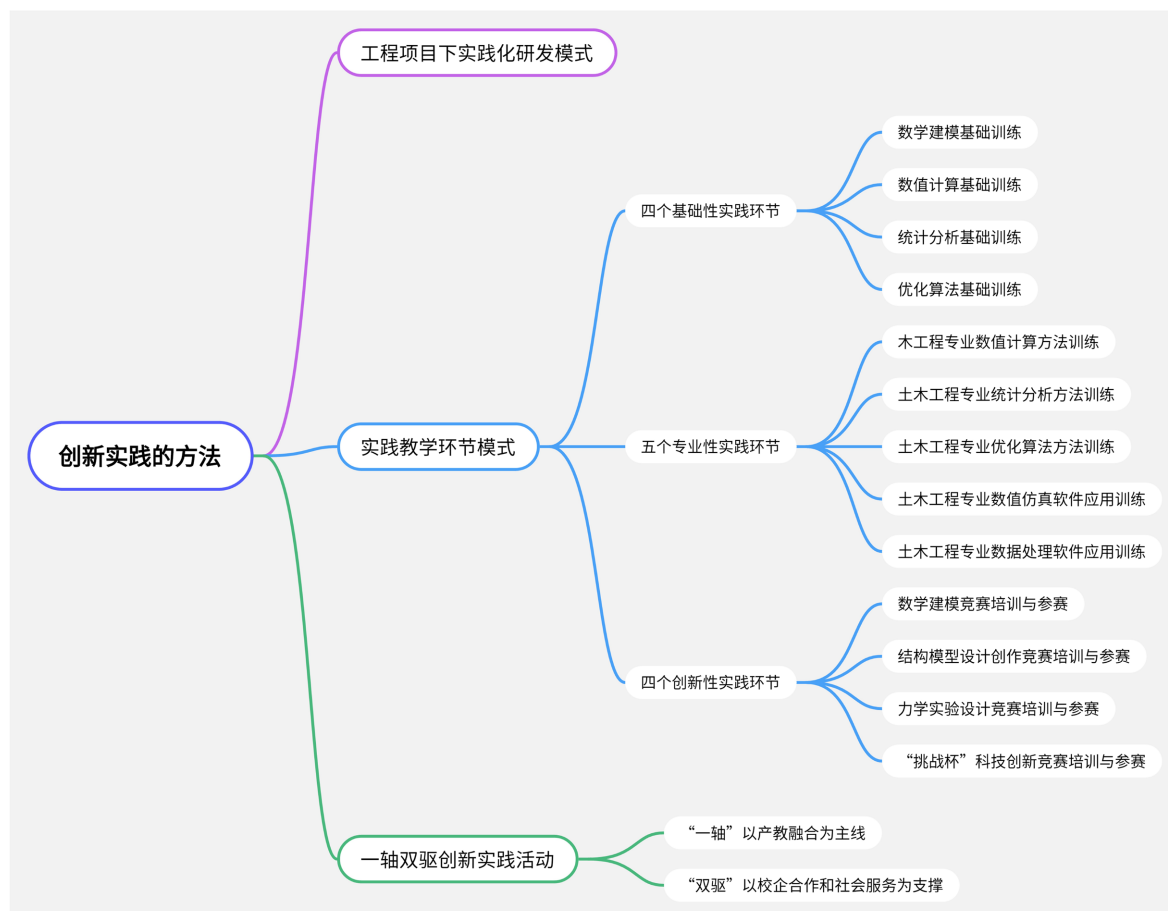 创新实践的方法
工程项目下实践化研发模式
实践教学环节模式
四个基础性实践环节
数学建模基础训练
数值计算基础训练
统计分析基础训练
优化算法基础训练
五个专业性实践环节
木工程专业数值计算方法训练
土木工程专业统计分析方法训练
土木工程专业优化算法方法训练
土木工程专业数值仿真软件应用训练
土木工程专业数据处理软件应用训练
四个创新性实践环节
数学建模竞赛培训与参赛
结构模型设计创作竞赛培训与参赛
力学实验设计竞赛培训与参赛
“挑战杯”科技创新竞赛培训与参赛
一轴双驱创新实践活动
“一轴”以产教融合为主线
“双驱”以校企合作和社会服务为支撑